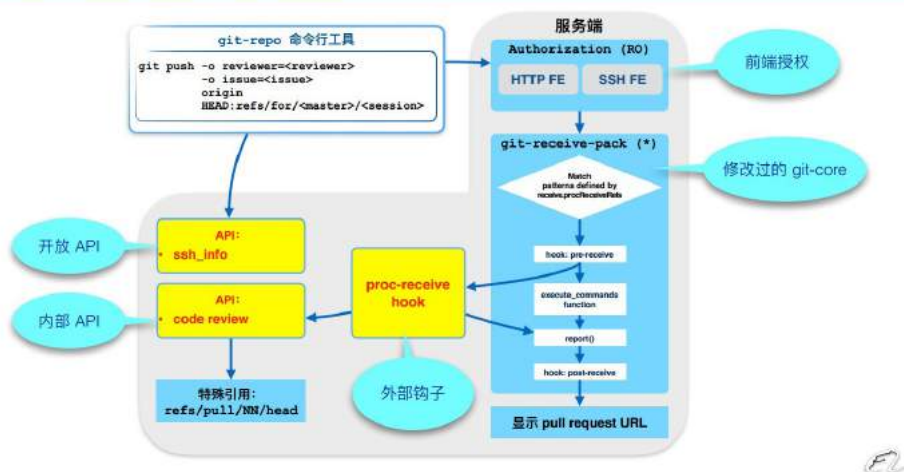 git-repo 命令行工具
git push -o reviewer=<reviewer>
-o issue=<issue>
origin
HEAD:refs/for/<master>/<session>
服务端
Authorization (RO)
HTTP FE
SSH FE
前端授权
git-receive-pack (*)
Match
patterns defined by
receive.procReceiveRefs
修改过的 git-core
hook: pre-receive
execute_commands
function
report()
hook: post-receive
显示 pull request URL
开放 API
API:
• ssh_info
内部 API
API:
• code review
proc-receive
hook
外部钩子
特殊引用:
refs/pull/NN/head